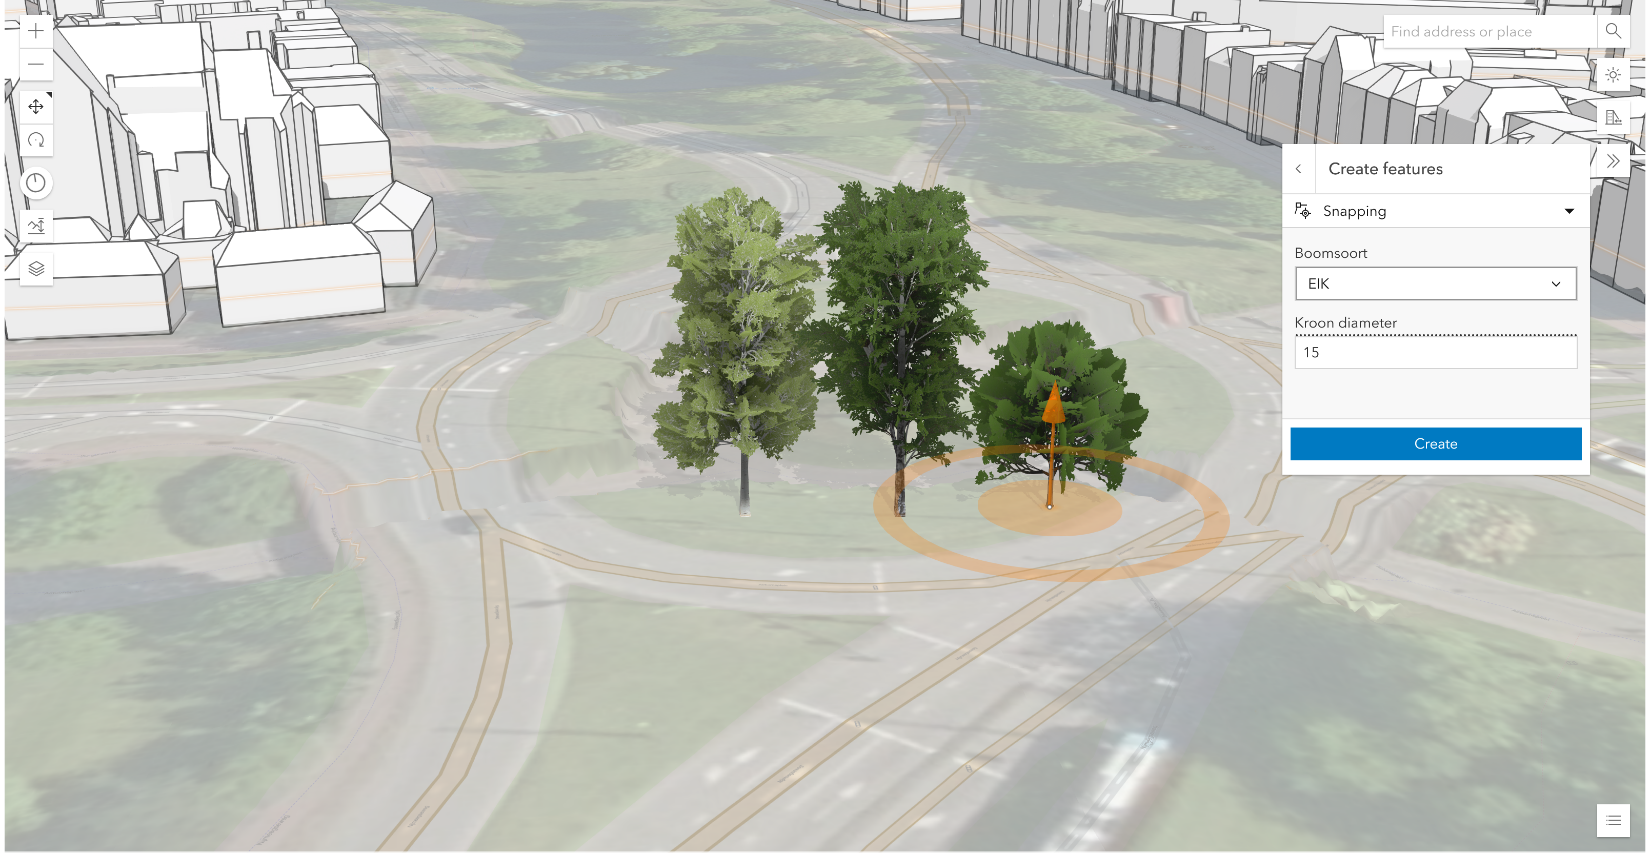 Find address or place
Create features
Snapping
Boomsoort
EIK
Kroon diameter
15
Create